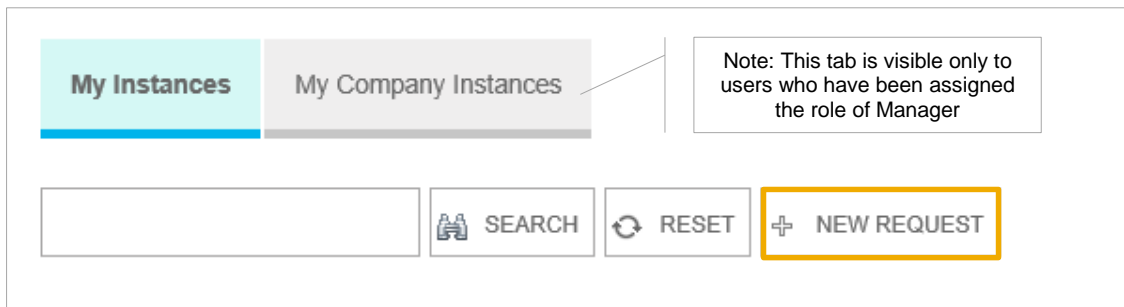 My Instances
My Company Instances
Note: This tab is visible only to
users who have been assigned
the role of Manager
SEARCH
RESET
NEW REQUEST